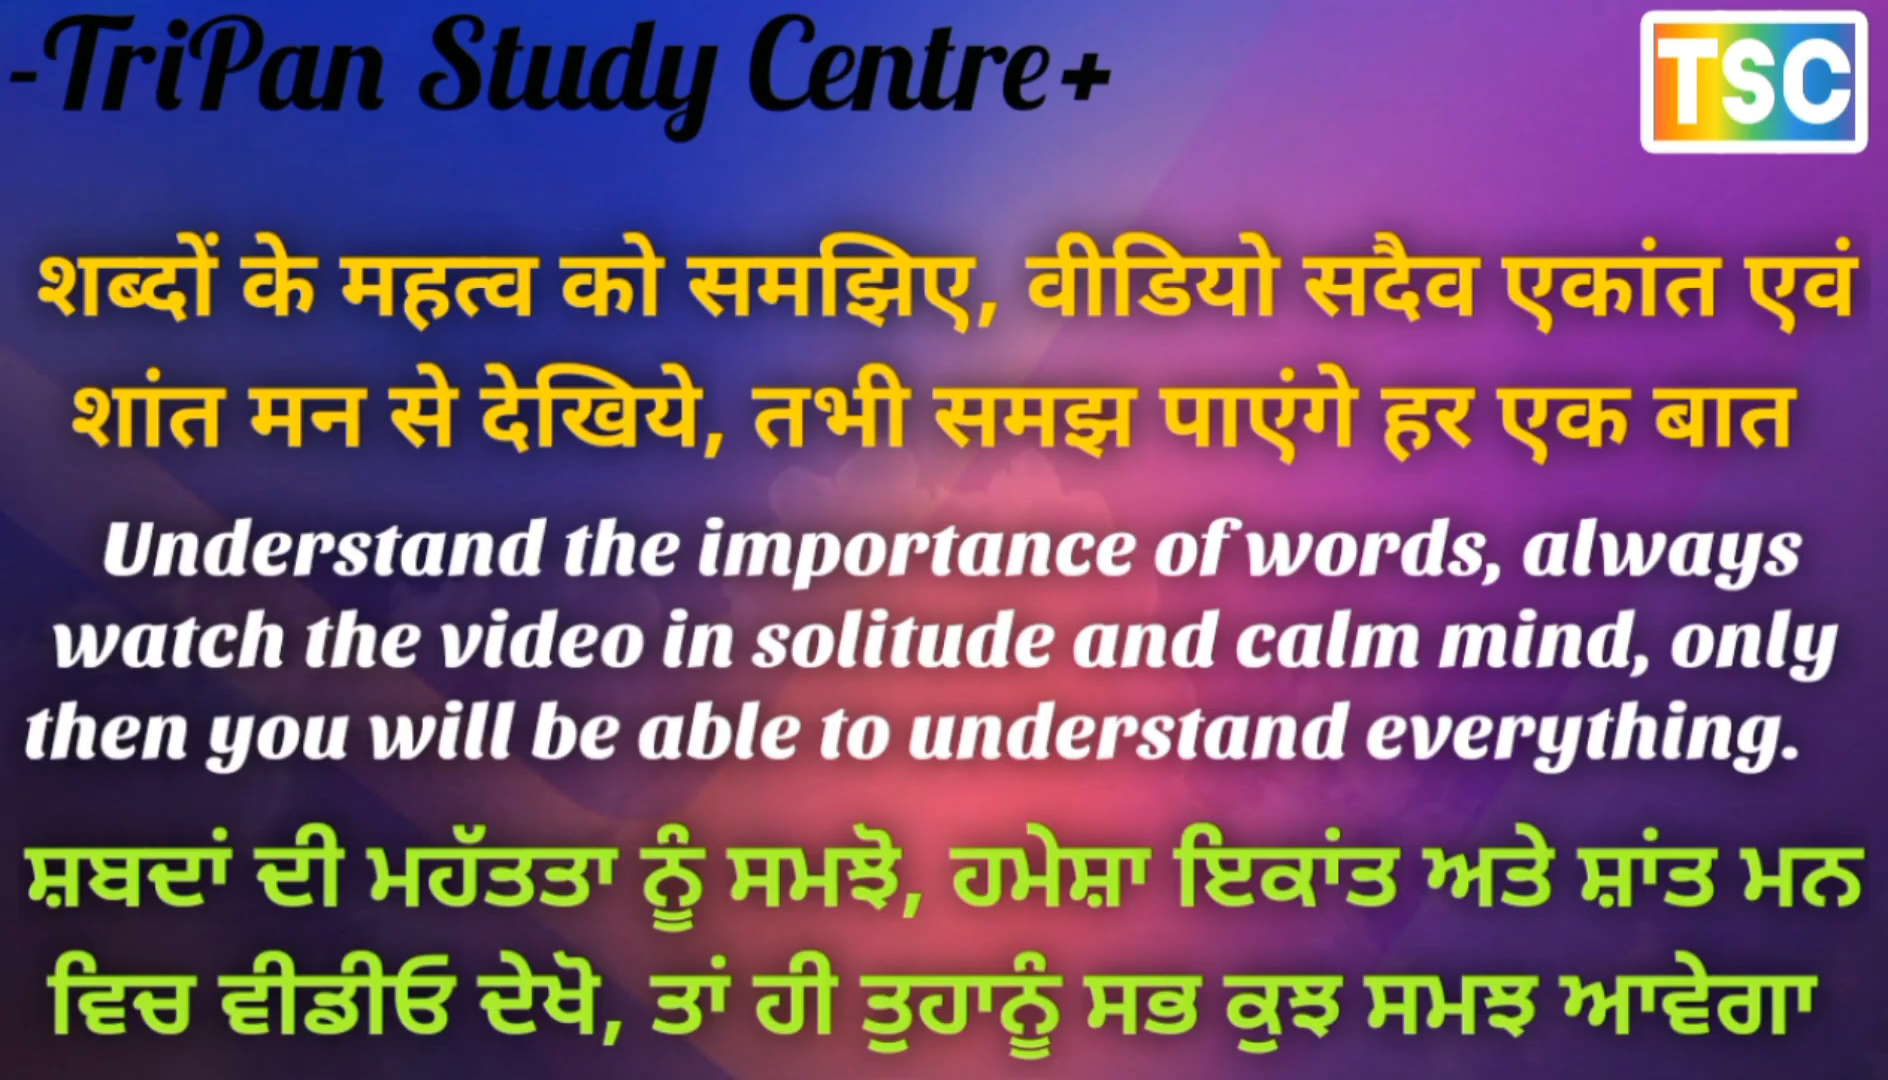 -TriPan Study Centre+
TSC
शब्दों के महत्व को समझिए, वीडियो सदैव एकांत एवं
शांत मन से देखिये, तभी समझ पाएंगे हर एक बात
Understand the importance of words, always
watch the video in solitude and calm mind, only
then you will be able to understand everything.
ਸ਼ਬਦਾਂ ਦੀ ਮਹੱਤਤਾ ਨੂੰ ਸਮਝੋ, ਹਮੇਸ਼ਾ ਇਕਾਂਤ ਅਤੇ ਸ਼ਾਂਤ ਮਨ
ਵਿਚ ਵੀਡੀਓ ਦੇਖੋ, ਤਾਂ ਹੀ ਤੁਹਾਨੂੰ ਸਭ ਕੁਝ ਸਮਝ ਆਵੇਗਾ